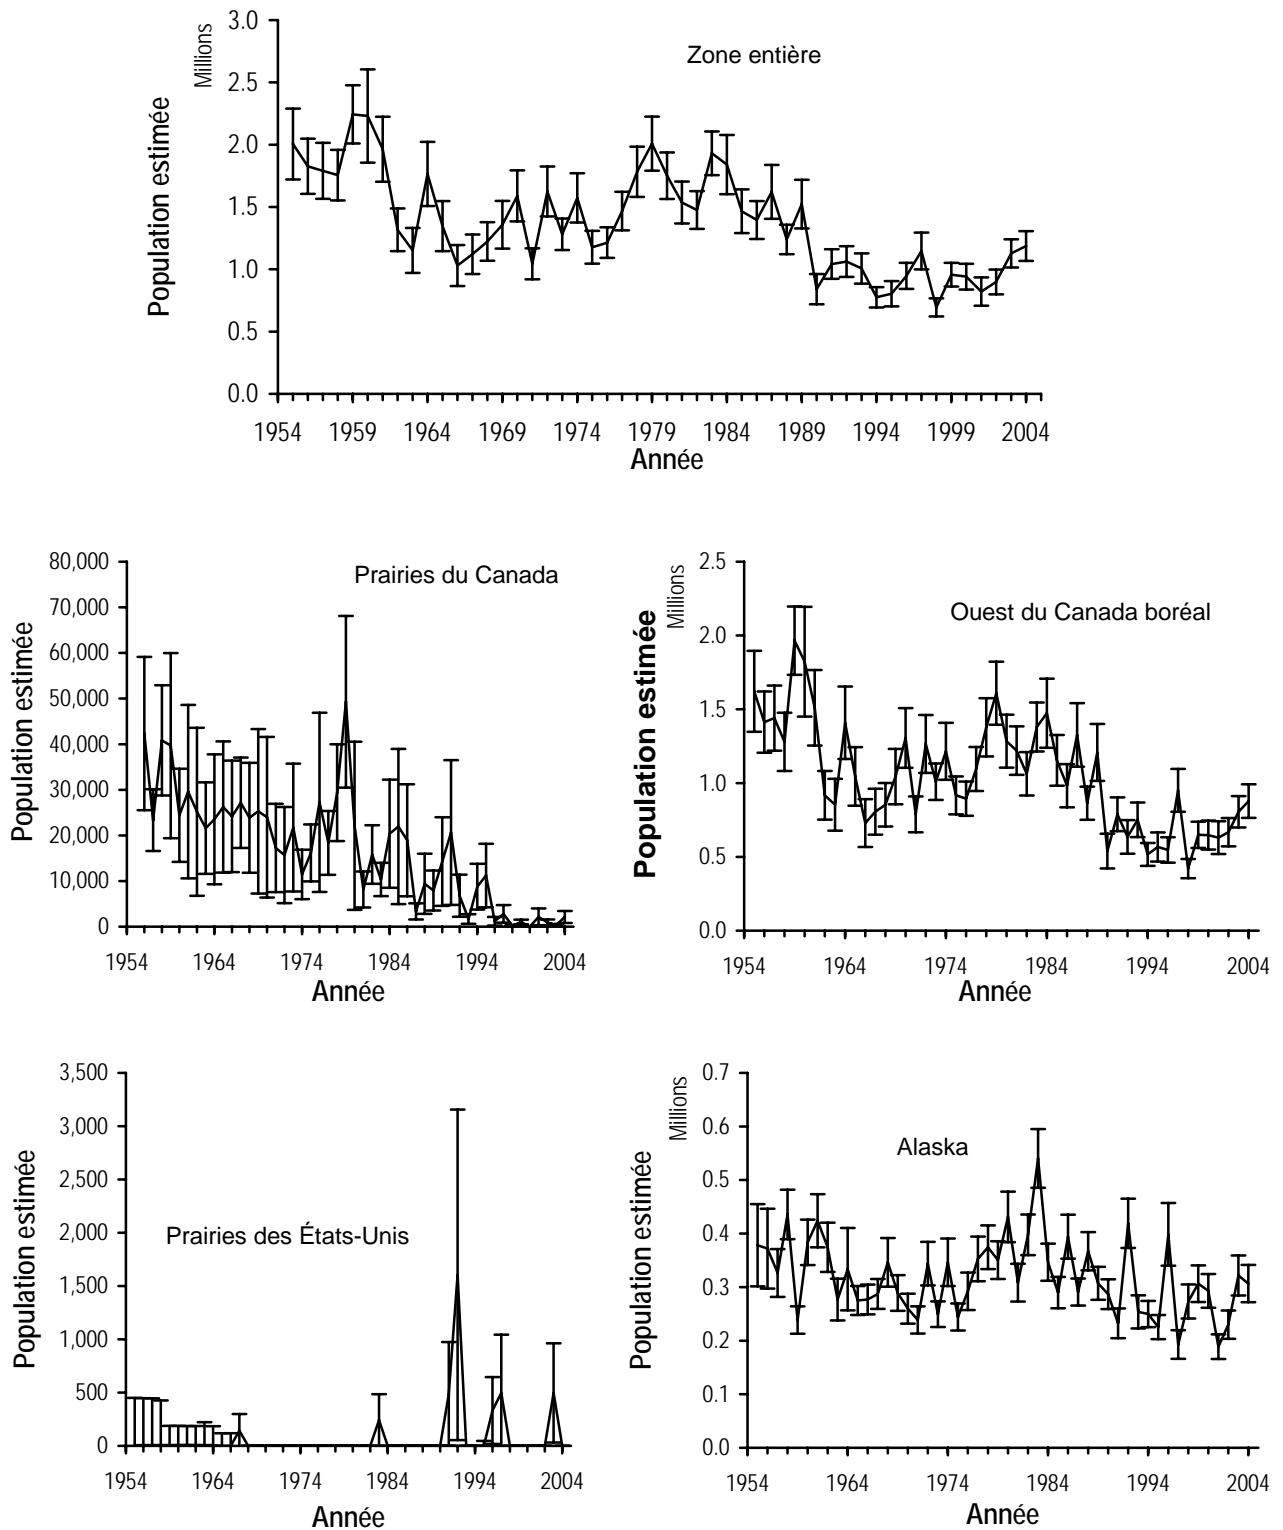 Zone entière
Millions
Population estimée
3.0
2.5
2.0
1.5
1.0
0.5
0.0
1954 1959 1964 1969 1974 1979 1984 1989 1994 1999 2004
Année
Prairies du Canada
Population estimée
80,000
70,000
60,000
50,000
40,000
30,000
20,000
10,000
0
1954 1964 1974 1984 1994 2004
Année
Ouest du Canada boréal
Millions
Population estimée
2.5
2.0
1.5
1.0
0.5
0.0
1954 1964 1974 1984 1994 2004
Année
Prairies des États-Unis
Population estimée
3,500
3,000
2,500
2,000
1,500
1,000
500
0
1954 1964 1974 1984 1994 2004
Année
Alaska
Millions
Population estimée
0.7
0.6
0.5
0.4
0.3
0.2
0.1
0.0
1954 1964 1974 1984 1994 2004
Année